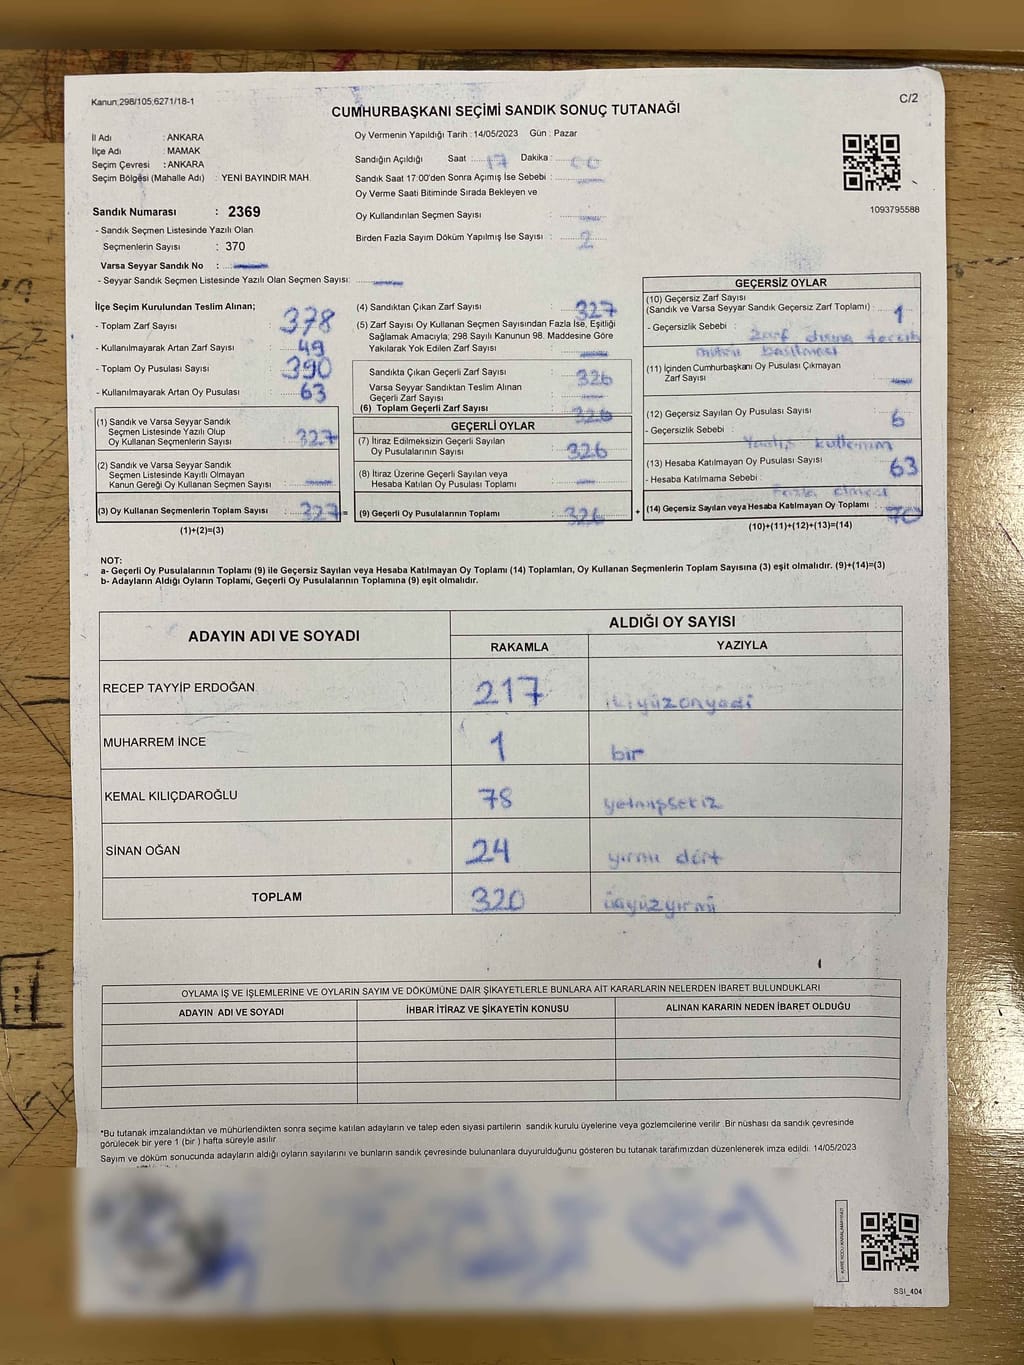 Kanun;298/105;6271/18-1
C/2
CUMHURBAŞKANI SEÇİMİ SANDIK SONUÇ TUTANAĞI
İl Adı : ANKARA
İlçe Adı : MAMAK
Seçim Çevresi : ANKARA
Seçim Bölgesi (Mahalle Adı) : YENİ BAYINDIR MAH.
Sandık Numarası : 2369
- Sandık Seçmen Listesinde Yazılı Olan
Seçmenlerin Sayısı : 370
Varsa Seyyar Sandık No :
- Seyyar Sandık Seçmen Listesinde Yazılı Olan Seçmen Sayısı:
Oy Vermenin Yapıldığı Tarih : 14/05/2023 Gün : Pazar
Sandığın Açıldığı Saat : 17 Dakika : 00
Sandık Saat 17:00'den Sonra Açımış İse Sebebi :
Oy Verme Saati Bitiminde Sırada Bekleyen ve
Oy Kullandırılan Seçmen Sayısı :
Birden Fazla Sayım Döküm Yapılmış İse Sayısı : 2
1093795588
İlçe Seçim Kurulundan Teslim Alınan;
- Toplam Zarf Sayısı : 378
- Kullanılmayarak Artan Zarf Sayısı : 49
- Toplam Oy Pusulası Sayısı : 390
- Kullanılmayarak Artan Oy Pusulası : 63
(1) Sandık ve Varsa Seyyar Sandık
Seçmen Listesinde Yazılı Olup
Oy Kullanan Seçmenlerin Sayısı : 327
(2) Sandık ve Varsa Seyyar Sandık
Seçmen Listesinde Kayıtlı Olmayan
Kanun Gereği Oy Kullanan Seçmen Sayısı :
(3) Oy Kullanan Seçmenlerin Toplam Sayısı : 327 =
(1)+(2)=(3)
(4) Sandıktan Çıkan Zarf Sayısı : 327
(5) Zarf Sayısı Oy Kullanan Seçmen Sayısından Fazla İse, Eşitliği
Sağlamak Amacıyla; 298 Sayılı Kanunun 98. Maddesine Göre
Yakılarak Yok Edilen Zarf Sayısı :
Sandıkta Çıkan Geçerli Zarf Sayısı : 326
Varsa Seyyar Sandıktan Teslim Alınan
Geçerli Zarf Sayısı :
(6) Toplam Geçerli Zarf Sayısı : 326
GEÇERLİ OYLAR
(7) İtiraz Edilmeksizin Geçerli Sayılan
Oy Pusulalarının Sayısı : 326
(8) İtiraz Üzerine Geçerli Sayılan veya
Hesaba Katılan Oy Pusulası Toplamı :
(9) Geçerli Oy Pusulalarının Toplamı : 326 +
GEÇERSİZ OYLAR
(10) Geçersiz Zarf Sayısı
(Sandık ve Varsa Seyyar Sandık Geçersiz Zarf Toplamı) : 1
- Geçersizlik Sebebi : Zarf dışına tercih
mührü basılması
(11) İçinden Cumhurbaşkanı Oy Pusulası Çıkmayan
Zarf Sayısı :
(12) Geçersiz Sayılan Oy Pusulası Sayısı : 6
- Geçersizlik Sebebi : Yanlış kullanım
(13) Hesaba Katılmayan Oy Pusulası Sayısı : 63
- Hesaba Katılmama Sebebi : Fazla olması
(14) Geçersiz Sayılan veya Hesaba Katılmayan Oy Toplamı : 70
(10)+(11)+(12)+(13)=(14)
NOT:
a- Geçerli Oy Pusulalarının Toplamı (9) ile Geçersiz Sayılan veya Hesaba Katılmayan Oy Toplamı (14) Toplamları, Oy Kullanan Seçmenlerin Toplam Sayısına (3) eşit olmalıdır. (9)+(14)=(3)
b- Adayların Aldığı Oyların Toplamı, Geçerli Oy Pusulalarının Toplamına (9) eşit olmalıdır.
ADAYIN ADI VE SOYADI ALDIĞI OY SAYISI
RAKAMLA YAZIYLA
RECEP TAYYİP ERDOĞAN 217 ikiyüzonyedi
MUHARREM İNCE 1 bir
KEMAL KILIÇDAROĞLU 78 yetmişsekiz
SİNAN OĞAN 24 yirmi dört
TOPLAM 320 üçyüzyirmi
OYLAMA İŞ VE İŞLEMLERİNE VE OYLARIN SAYIM VE DÖKÜMÜNE DAİR ŞİKAYETLERLE BUNLARA AİT KARARLARIN NELERDEN İBARET BULUNDUKLARI
ADAYIN ADI VE SOYADI İHBAR İTİRAZ VE ŞİKAYETİN KONUSU ALINAN KARARIN NEDEN İBARET OLDUĞU
*Bu tutanak imzalandıktan ve mühürlendikten sonra seçime katılan adayların ve talep eden siyasi partilerin sandık kurulu üyelerine veya gözlemcilerine verilir. Bir nüshası da sandık çevresinde
görülecek bir yere 1 (bir ) hafta süreyle asılır.
Sayım ve döküm sonucunda adayların aldığı oyların sayılarını ve bunların sandık çevresinde bulunanlara duyurulduğunu gösteren bu tutanak tarafımızdan düzenlenerek imza edildi. 14/05/2023
SSI_404